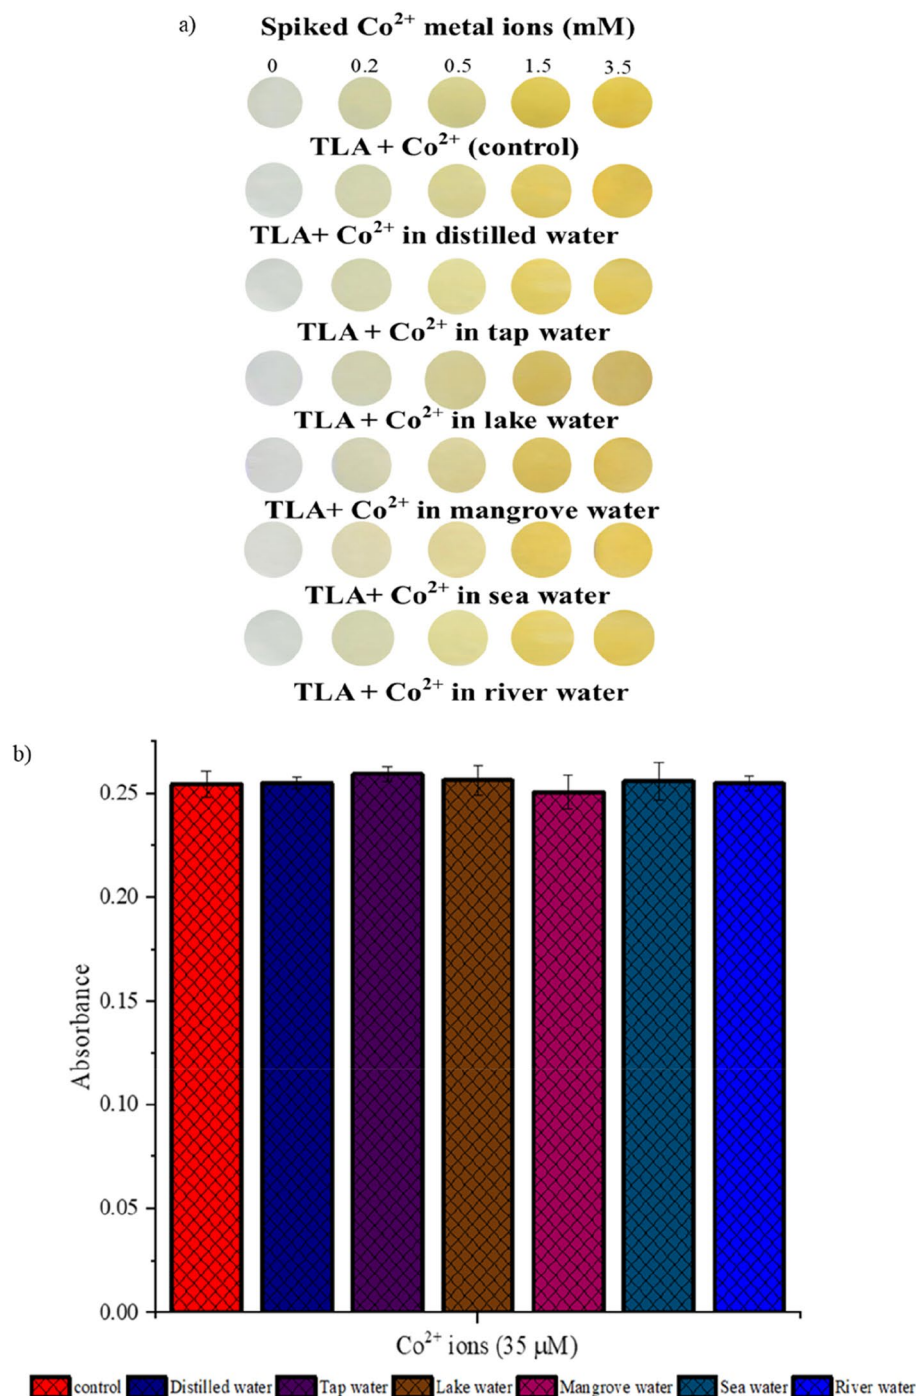 a)
Spiked Co²⁺ metal ions (mM)
0 0.2 0.5 1.5 3.5
TLA + Co²⁺ (control)
TLA+ Co²⁺ in distilled water
TLA + Co²⁺ in tap water
TLA + Co²⁺ in lake water
TLA+ Co²⁺ in mangrove water
TLA+ Co²⁺ in sea water
TLA + Co²⁺ in river water
b)
0.25
0.20
0.15
0.10
0.05
0.00
Absorbance
Co²⁺ ions (35 µM)
control Distilled water Tap water Lake water Mangrove water Sea water River water